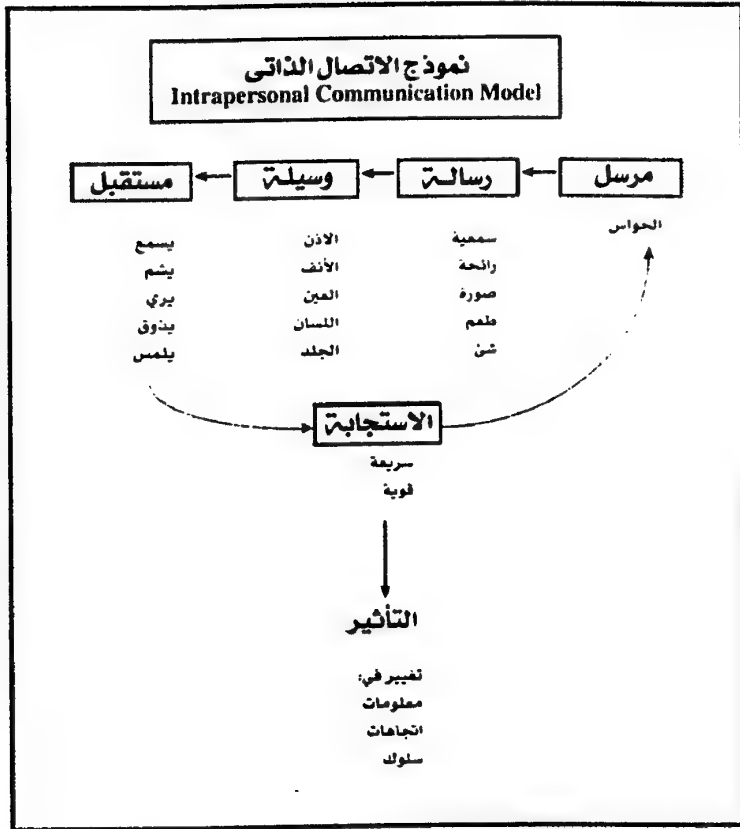 نموذج الاتصال الذاتى
Intrapersonal Communication Model
مرسل
رسالة
وسيلة
مستقبل
الحواس
سمعية
رائحة
صورة
طعم
شئ
الاذن
الأنف
العين
اللسان
الجلد
يسمع
يشم
يري
يذوق
يلمس
الاستجابة
سريعة
قوية
التأثير
تغيير في:
معلومات
اتجاهات
سلوك